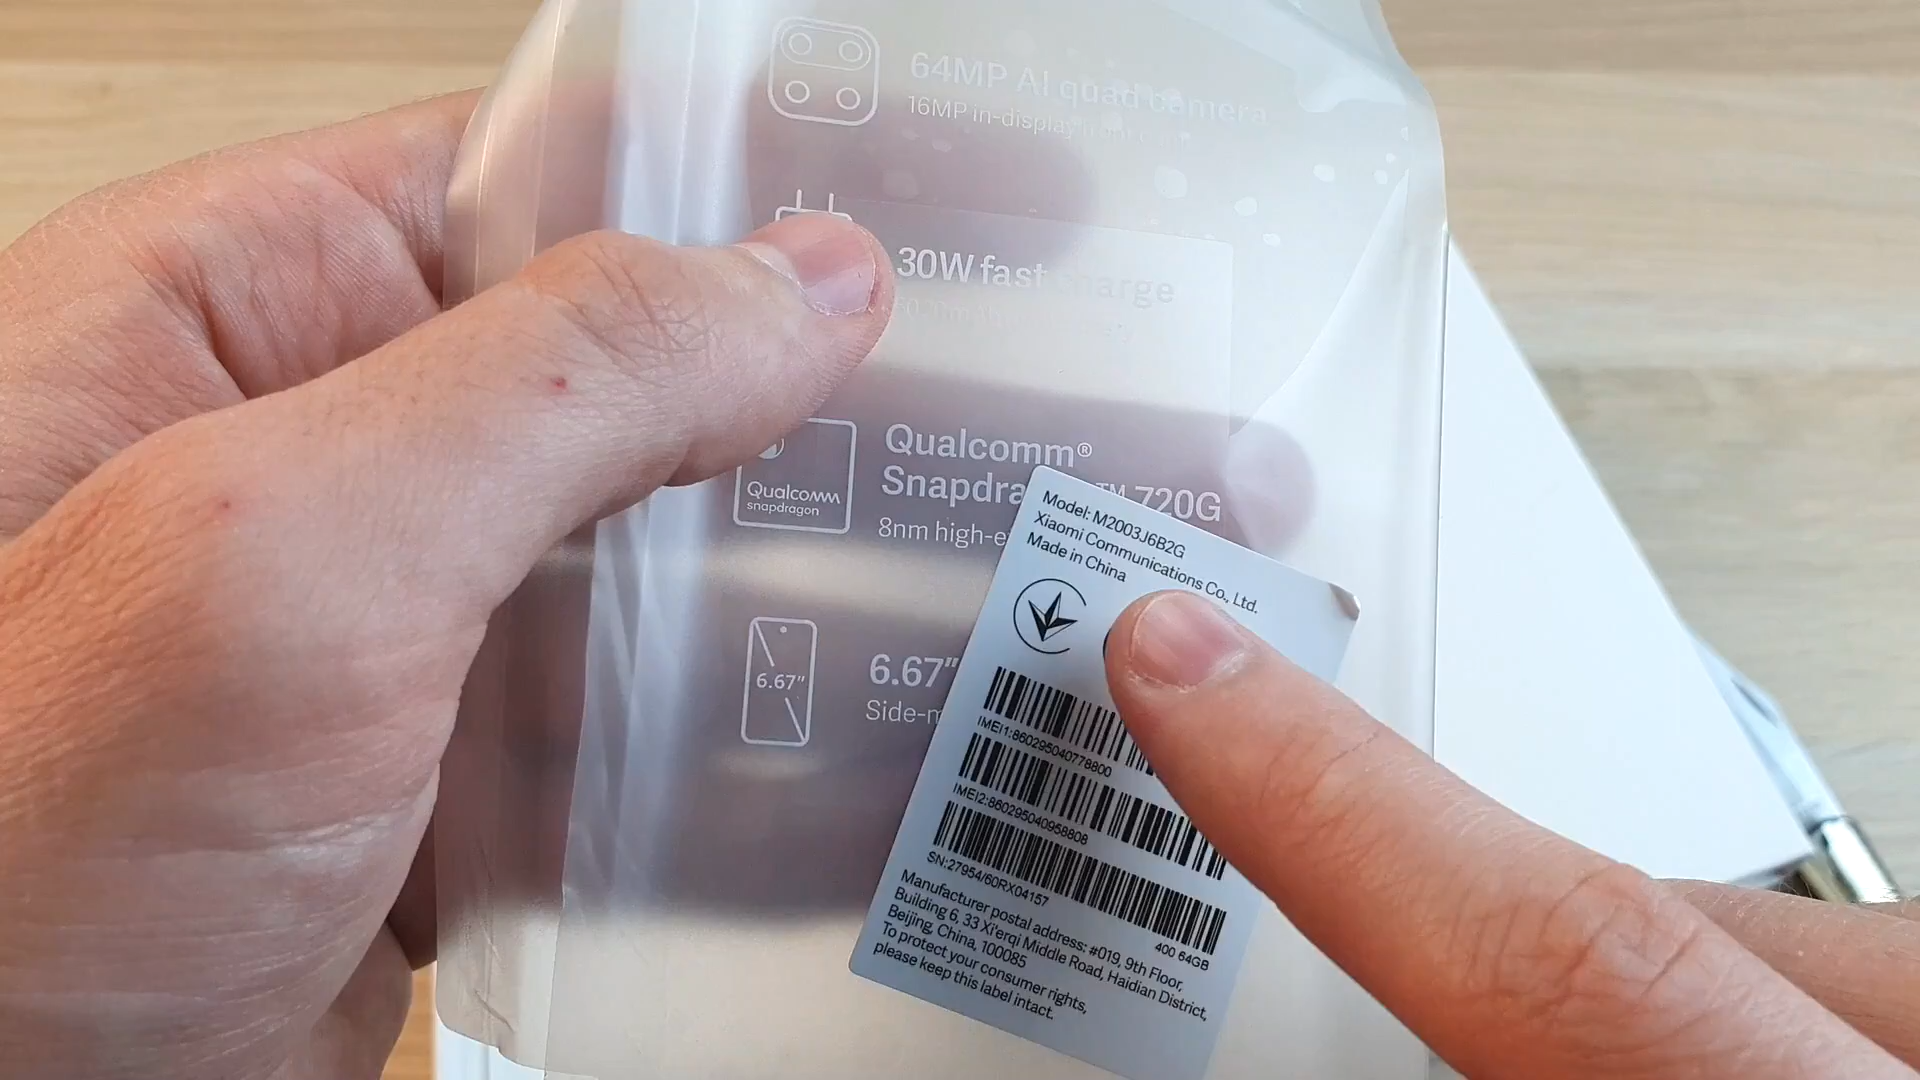 64MP AI quad camera
16MP in-display front cam
30W fast charge
Qualcomm
snapdragon
Qualcomm®
Snapdra ™ 720G
8nm high-e
6.67"
6.67"
Side-m
Model: M2003J6B2G
Xiaomi Communications Co., Ltd.
Made in China
IMEI1:860295040778800
IMEI2:860295040958808
SN:27954/60RX04157
400 64GB
Manufacturer postal address: #019, 9th Floor,
Building 6, 33 Xi'erqi Middle Road, Haidian District,
Beijing, China, 100085
To protect your consumer rights,
please keep this label intact.